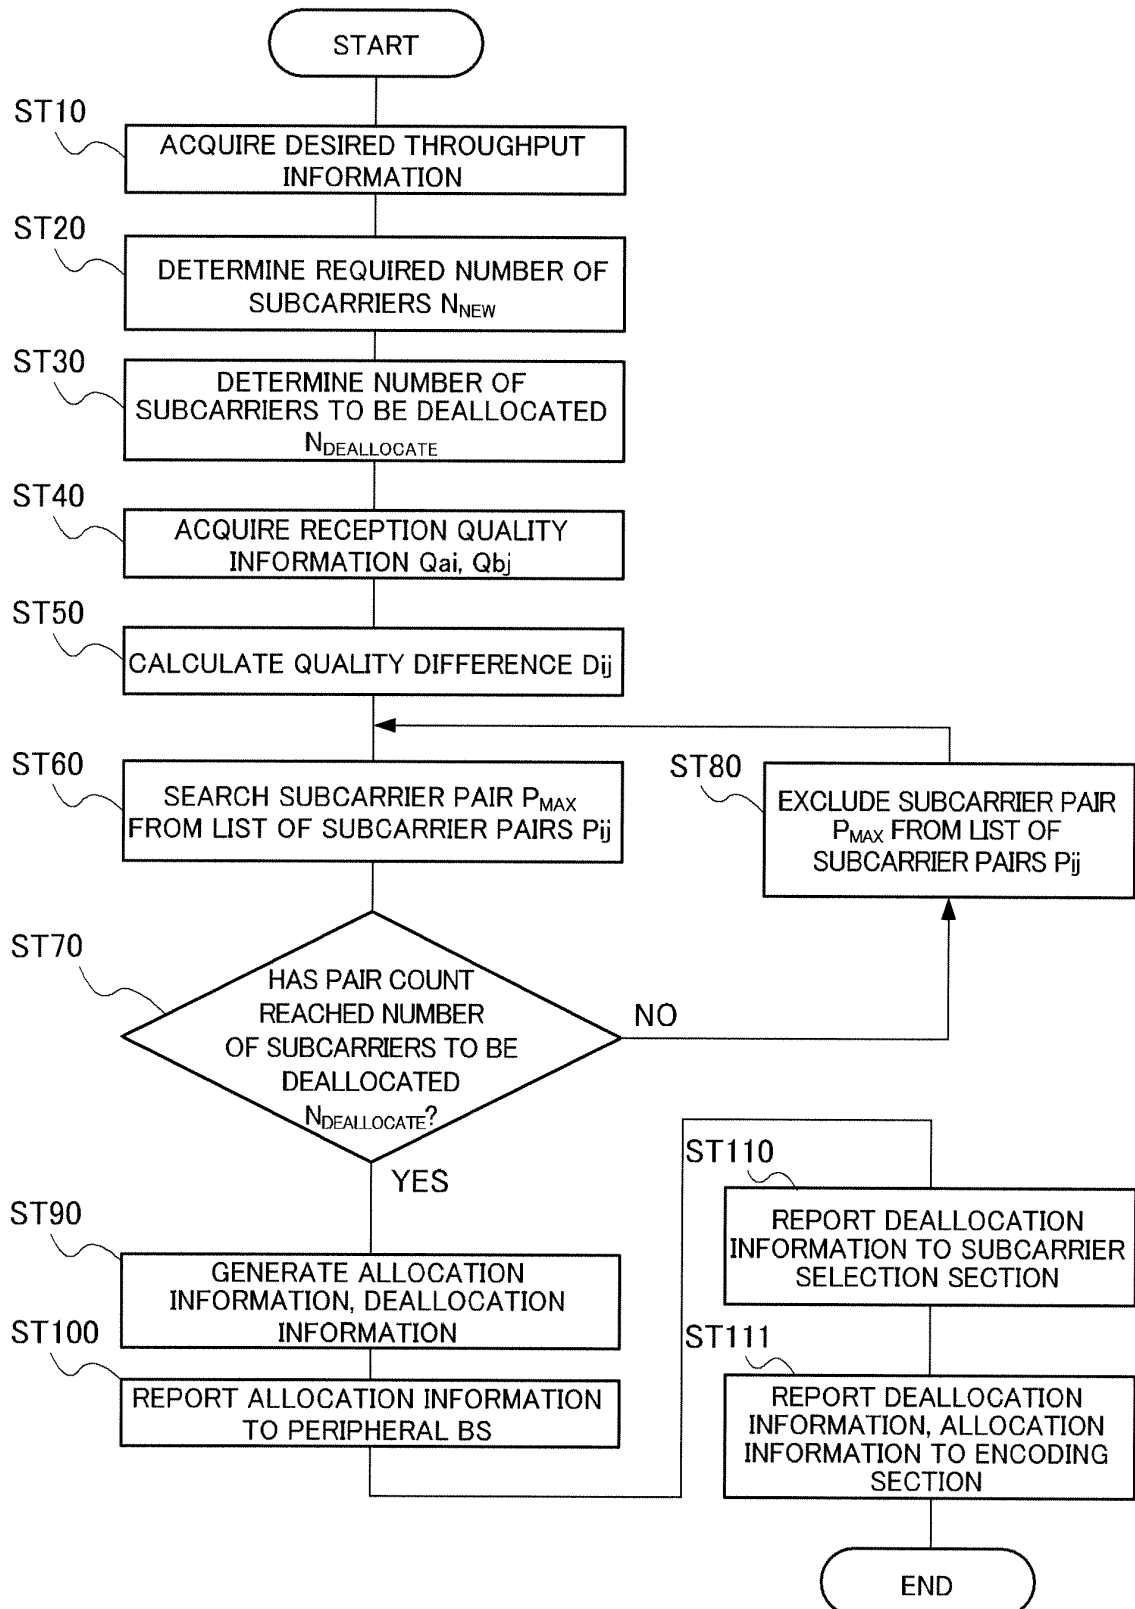 START
ST10
ACQUIRE DESIRED THROUGHPUT
INFORMATION
ST20
DETERMINE REQUIRED NUMBER OF
SUBCARRIERS N_NEW
ST30
DETERMINE NUMBER OF
SUBCARRIERS TO BE DEALLOCATED
N_DEALLOCATE
ST40
ACQUIRE RECEPTION QUALITY
INFORMATION Qai, Qbj
ST50
CALCULATE QUALITY DIFFERENCE Dij
ST60
SEARCH SUBCARRIER PAIR P_MAX
FROM LIST OF SUBCARRIER PAIRS Pij
ST80
EXCLUDE SUBCARRIER PAIR
P_MAX FROM LIST OF
SUBCARRIER PAIRS Pij
ST70
HAS PAIR COUNT
REACHED NUMBER
OF SUBCARRIERS TO BE
DEALLOCATED
N_DEALLOCATE?
NO
YES
ST90
GENERATE ALLOCATION
INFORMATION, DEALLOCATION
INFORMATION
ST100
REPORT ALLOCATION INFORMATION
TO PERIPHERAL BS
ST110
REPORT DEALLOCATION
INFORMATION TO SUBCARRIER
SELECTION SECTION
ST111
REPORT DEALLOCATION
INFORMATION, ALLOCATION
INFORMATION TO ENCODING
SECTION
END